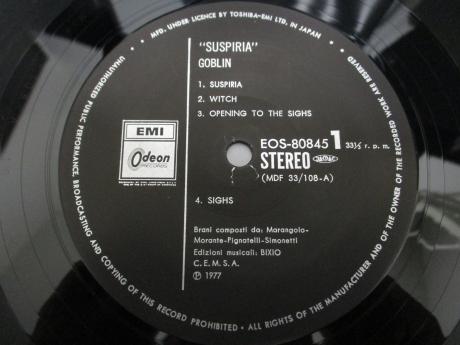 MFD. UNDER LICENCE BY TOSHIBA-EMI LTD. IN JAPAN
"SUSPIRIA"
GOBLIN
1. SUSPIRIA
2. WITCH
3. OPENING TO THE SIGHS
EMI
Odeon
EOS-80845 1 33⅓ r. p. m.
STEREO
(MDF 33/108-A)
4. SIGHS
Brani composti da: Marangolo-
Morante-Pignatelli-Simonetti
Edizioni musicali: BIXIO
C. E. M. S. A.
Ⓟ 1977
UNAUTHORIZED PUBLIC PERFORMANCE, BROADCASTING AND COPYING OF THIS RECORD PROHIBITED • ALL RIGHTS OF THE MANUFACTURER AND OF THE OWNER OF THE RECORDED WORK ARE RESERVED